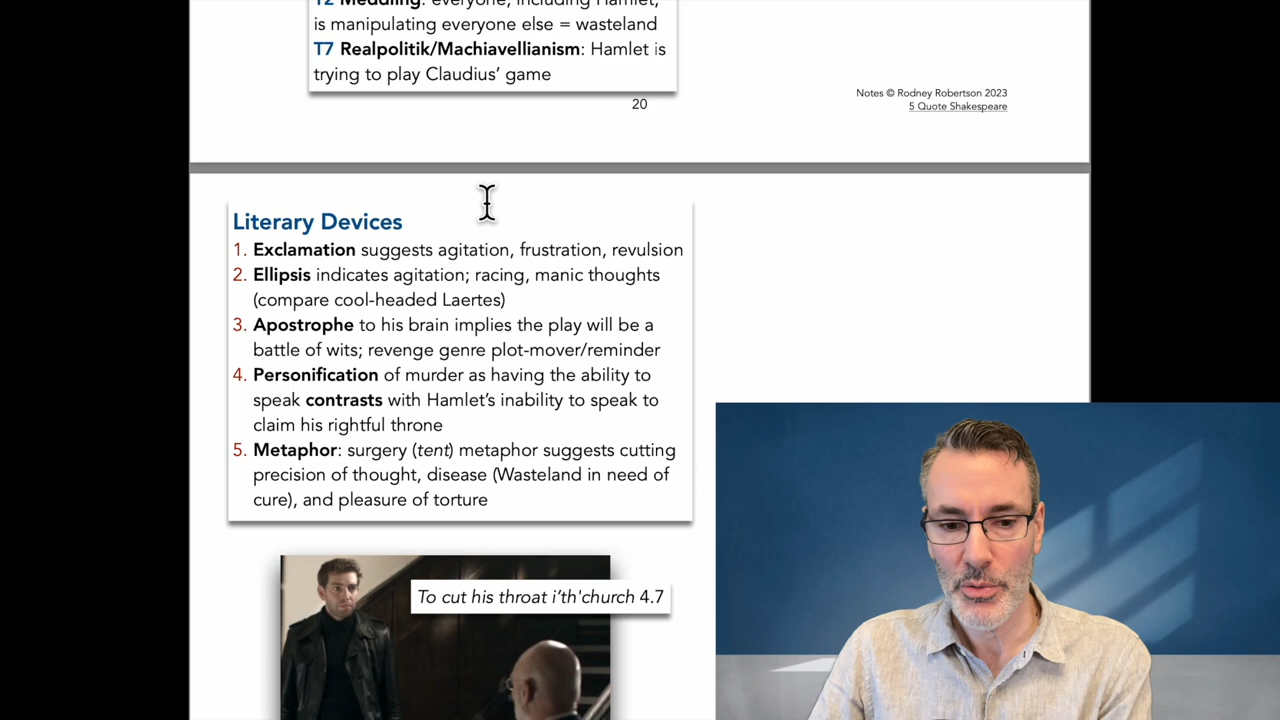 T2 Meddling: everyone, including Hamlet,
is manipulating everyone else = wasteland
T7 Realpolitik/Machiavellianism: Hamlet is
trying to play Claudius’ game
20
Notes © Rodney Robertson 2023
5 Quote Shakespeare
Literary Devices
1. Exclamation suggests agitation, frustration, revulsion
2. Ellipsis indicates agitation; racing, manic thoughts
(compare cool-headed Laertes)
3. Apostrophe to his brain implies the play will be a
battle of wits; revenge genre plot-mover/reminder
4. Personification of murder as having the ability to
speak contrasts with Hamlet’s inability to speak to
claim his rightful throne
5. Metaphor: surgery (tent) metaphor suggests cutting
precision of thought, disease (Wasteland in need of
cure), and pleasure of torture
To cut his throat i’th'church 4.7